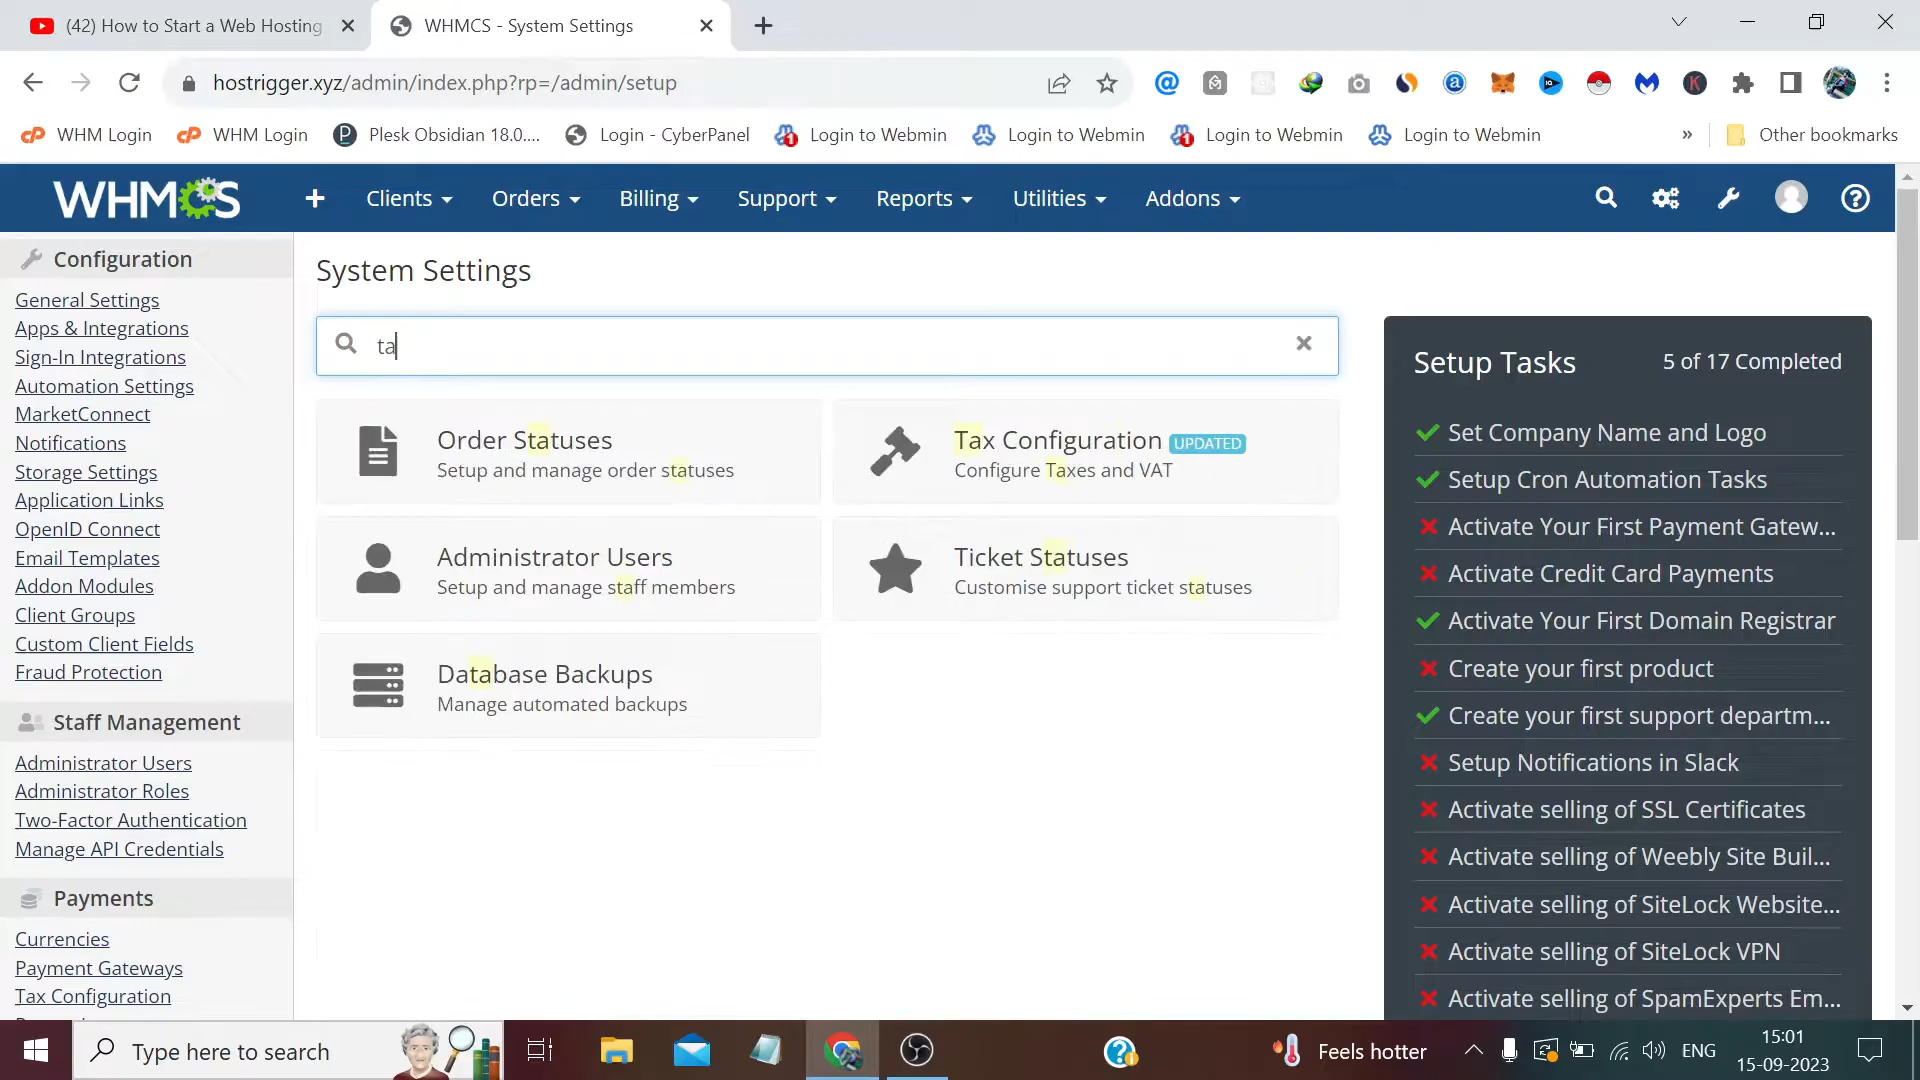 (42) How to Start a Web Hosting
WHMCS - System Settings
hostrigger.xyz/admin/index.php?rp=/admin/setup
WHM Login
WHM Login
Plesk Obsidian 18.0....
Login - CyberPanel
Login to Webmin
Login to Webmin
Login to Webmin
Login to Webmin
»
Other bookmarks
WHMCS
Clients
Orders
Billing
Support
Reports
Utilities
Addons
Configuration
General Settings
Apps & Integrations
Sign-In Integrations
Automation Settings
MarketConnect
Notifications
Storage Settings
Application Links
OpenID Connect
Email Templates
Addon Modules
Client Groups
Custom Client Fields
Fraud Protection
Staff Management
Administrator Users
Administrator Roles
Two-Factor Authentication
Manage API Credentials
Payments
Currencies
Payment Gateways
Tax Configuration
System Settings
ta
Order Statuses
Setup and manage order statuses
Tax Configuration UPDATED
Configure Taxes and VAT
Administrator Users
Setup and manage staff members
Ticket Statuses
Customise support ticket statuses
Database Backups
Manage automated backups
Setup Tasks
5 of 17 Completed
Set Company Name and Logo
Setup Cron Automation Tasks
Activate Your First Payment Gatew...
Activate Credit Card Payments
Activate Your First Domain Registrar
Create your first product
Create your first support departm...
Setup Notifications in Slack
Activate selling of SSL Certificates
Activate selling of Weebly Site Buil...
Activate selling of SiteLock Website...
Activate selling of SiteLock VPN
Activate selling of SpamExperts Em...
Type here to search
Feels hotter
ENG
15:01
15-09-2023